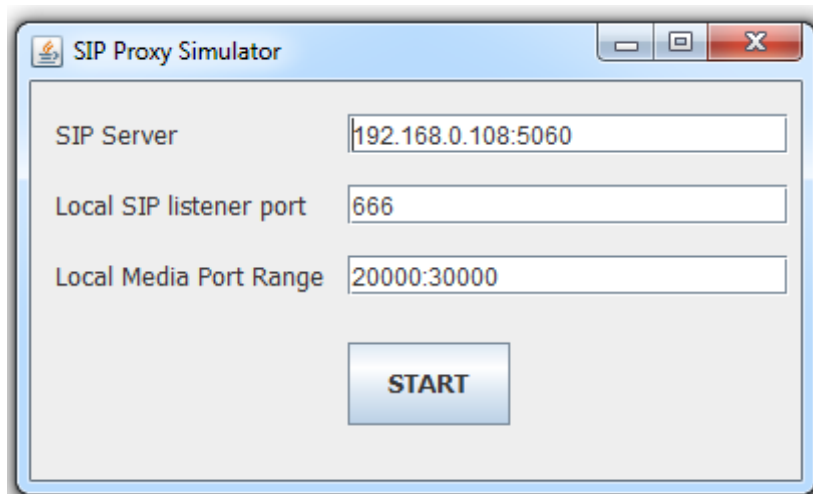 SIP Proxy Simulator
SIP Server 192.168.0.108:5060
Local SIP listener port 666
Local Media Port Range 20000:30000
START